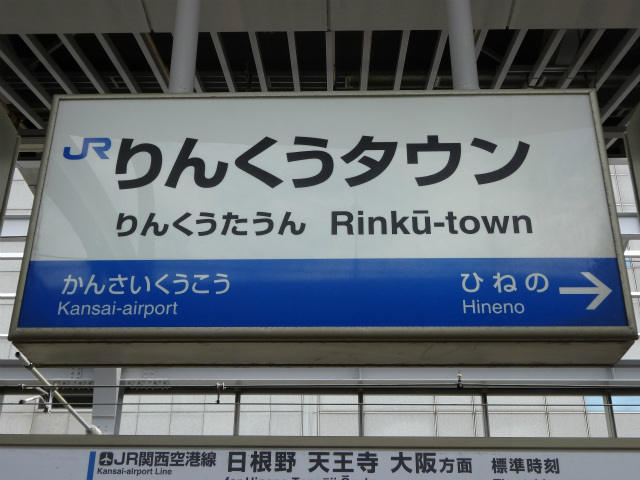 JR りんくうタウン
りんくうたうん Rinkū-town
かんさいくうこう ひねの →
Kansai-airport Hineno
JR関西空港線 日根野 天王寺 大阪方面 標準時刻
Kansai-airport Line